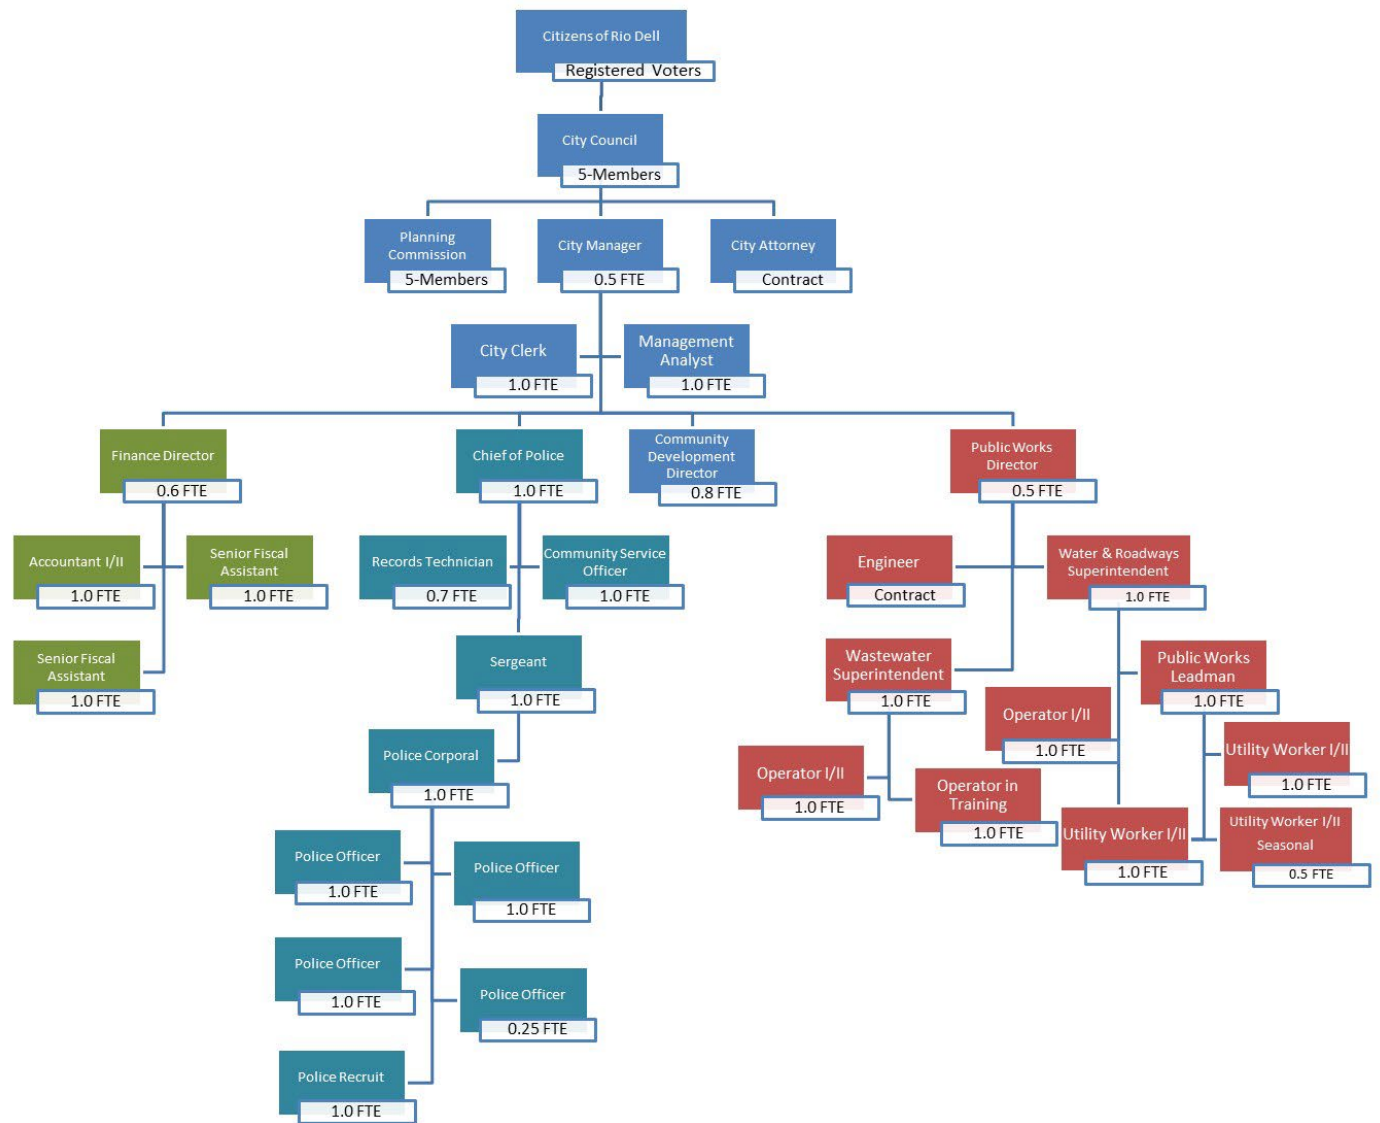 Citizens of Rio Dell
Registered Voters
City Council
5-Members
Planning
Commission
5-Members
City Manager
0.5 FTE
City Attorney
Contract
City Clerk
1.0 FTE
Management
Analyst
1.0 FTE
Finance Director
0.6 FTE
Chief of Police
1.0 FTE
Community
Development
Director
0.8 FTE
Public Works
Director
0.5 FTE
Accountant I/II
1.0 FTE
Senior Fiscal
Assistant
1.0 FTE
Records Technician
0.7 FTE
Community Service
Officer
1.0 FTE
Engineer
Contract
Water & Roadways
Superintendent
1.0 FTE
Senior Fiscal
Assistant
1.0 FTE
Sergeant
1.0 FTE
Wastewater
Superintendent
1.0 FTE
Public Works
Leadman
1.0 FTE
Operator I/II
1.0 FTE
Police Corporal
1.0 FTE
Utility Worker I/II
1.0 FTE
Operator I/II
1.0 FTE
Operator in
Training
1.0 FTE
Utility Worker I/II
1.0 FTE
Utility Worker I/II
Seasonal
0.5 FTE
Police Officer
1.0 FTE
Police Officer
1.0 FTE
Police Officer
1.0 FTE
Police Officer
0.25 FTE
Police Recruit
1.0 FTE